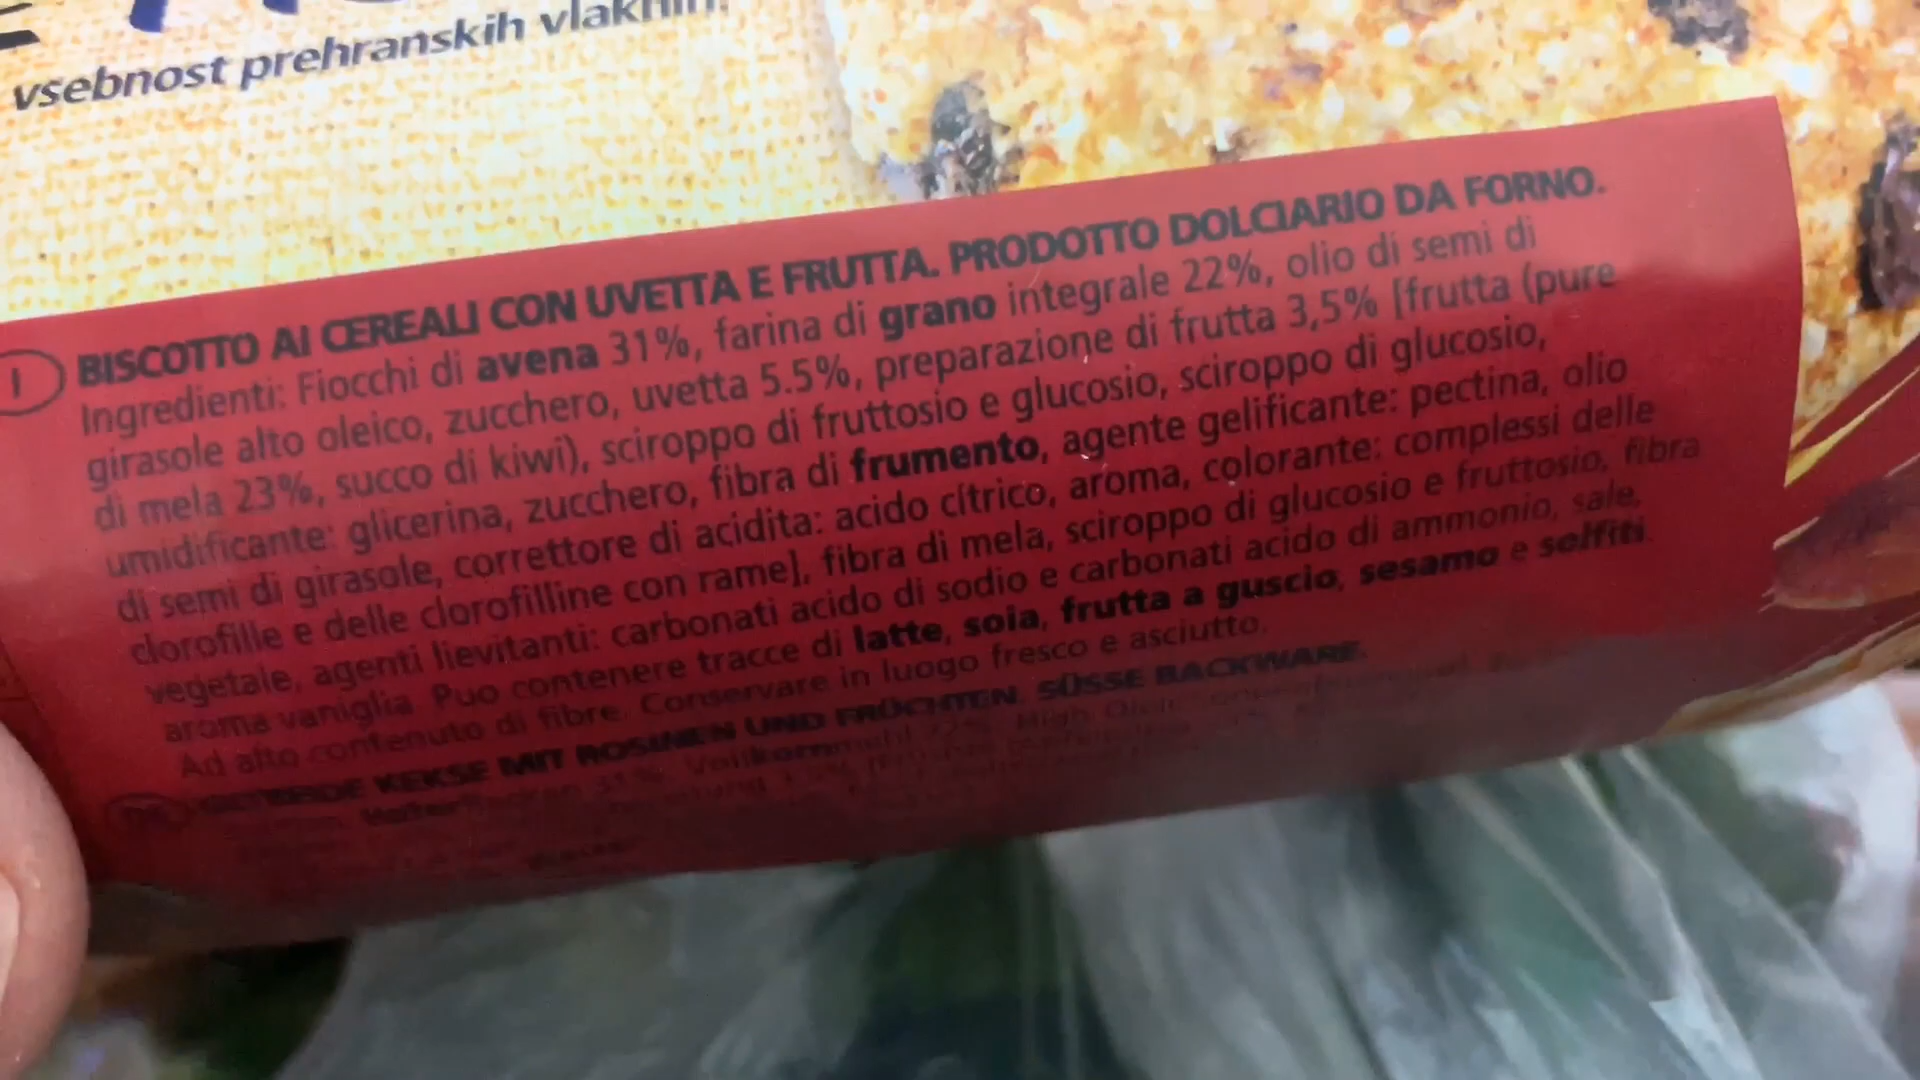 vsebnost prehranskih vlaknin.
I BISCOTTO AI CEREALI CON UVETTA E FRUTTA. PRODOTTO DOLCIARIO DA FORNO.
Ingredienti: Fiocchi di avena 31%, farina di grano integrale 22%, olio di semi di
girasole alto oleico, zucchero, uvetta 5.5%, preparazione di frutta 3,5% [frutta (pure
di mela 23%, succo di kiwi), sciroppo di fruttosio e glucosio, sciroppo di glucosio,
umidificante: glicerina, zucchero, fibra di frumento, agente gelificante: pectina, olio
di semi di girasole, correttore di acidita: acido citrico, aroma, colorante: complessi delle
clorofille e delle clorofilline con rame], fibra di mela, sciroppo di glucosio e fruttosio, fibra
vegetale, agenti lievitanti: carbonati acido di sodio e carbonati acido di ammonio, sale,
aroma vaniglia. Puo contenere tracce di latte, soia, frutta a guscio, sesamo e solfiti.
Ad alto contenuto di fibre. Conservare in luogo fresco e asciutto.
GETREIDE KEKSE MIT ROSINEN UND FRÜCHTEN. SÜSSE BACKWARE.
31%, Vollkornmehl 22%, High